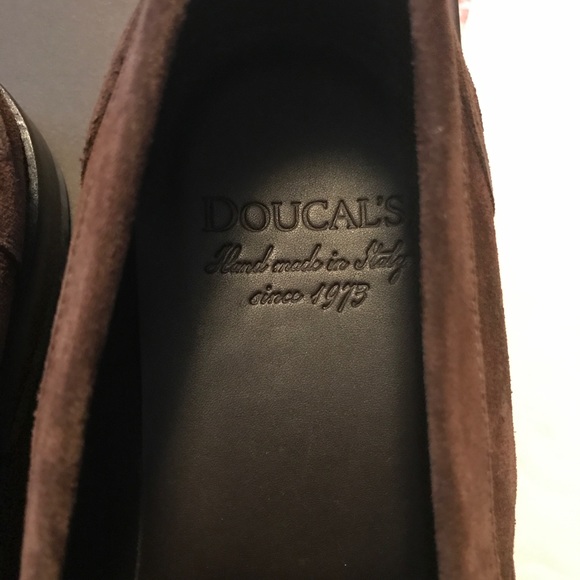 DOUCAL'S
Hand made in Italy
since 1973